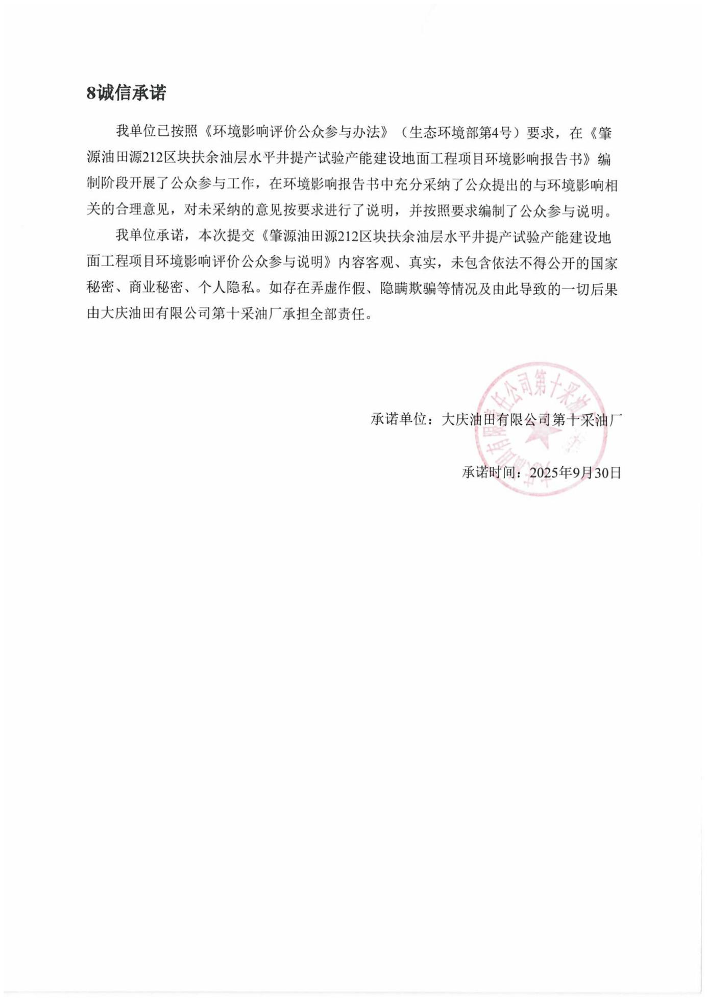 8诚信承诺
我单位已按照《环境影响评价公众参与办法》（生态环境部第4号）要求，在《肇
源油田源212区块扶余油层水平井提产试验产能建设地面工程项目环境影响报告书》编
制阶段开展了公众参与工作，在环境影响报告书中充分采纳了公众提出的与环境影响相
关的合理意见，对未采纳的意见按要求进行了说明，并按照要求编制了公众参与说明。
我单位承诺，本次提交《肇源油田源212区块扶余油层水平井提产试验产能建设地
面工程项目环境影响评价公众参与说明》内容客观、真实，未包含依法不得公开的国家
秘密、商业秘密、个人隐私。如存在弄虚作假、隐瞒欺骗等情况及由此导致的一切后果
由大庆油田有限公司第十采油厂承担全部责任。
大庆油田有限责任公司第十采油厂
承诺单位：大庆油田有限公司第十采油厂
承诺时间：2025年9月30日